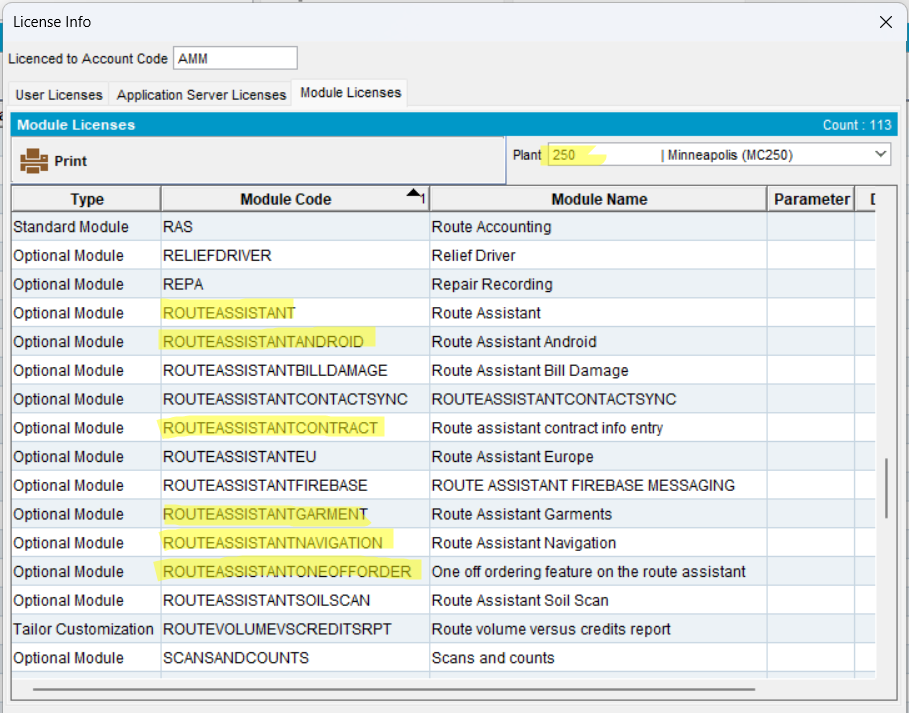 License Info
Licenced to Account Code AMM
User Licenses Application Server Licenses Module Licenses
Module Licenses Count : 113
Print Plant 250 | Minneapolis (MC250)
Type Module Code 1 Module Name Parameter
Standard Module RAS Route Accounting
Optional Module RELIEFDRIVER Relief Driver
Optional Module REPA Repair Recording
Optional Module ROUTEASSISTANT Route Assistant
Optional Module ROUTEASSISTANTANDROID Route Assistant Android
Optional Module ROUTEASSISTANTBILLDAMAGE Route Assistant Bill Damage
Optional Module ROUTEASSISTANTCONTACTSYNC ROUTEASSISTANTCONTACTSYNC
Optional Module ROUTEASSISTANTCONTRACT Route assistant contract info entry
Optional Module ROUTEASSISTANTEU Route Assistant Europe
Optional Module ROUTEASSISTANTFIREBASE ROUTE ASSISTANT FIREBASE MESSAGING
Optional Module ROUTEASSISTANTGARMENT Route Assistant Garments
Optional Module ROUTEASSISTANTNAVIGATION Route Assistant Navigation
Optional Module ROUTEASSISTANTONEOFFORDER One off ordering feature on the route assistant
Optional Module ROUTEASSISTANTSOILSCAN Route Assistant Soil Scan
Tailor Customization ROUTEVOLUMEVSCREDITSRPT Route volume versus credits report
Optional Module SCANSANDCOUNTS Scans and counts